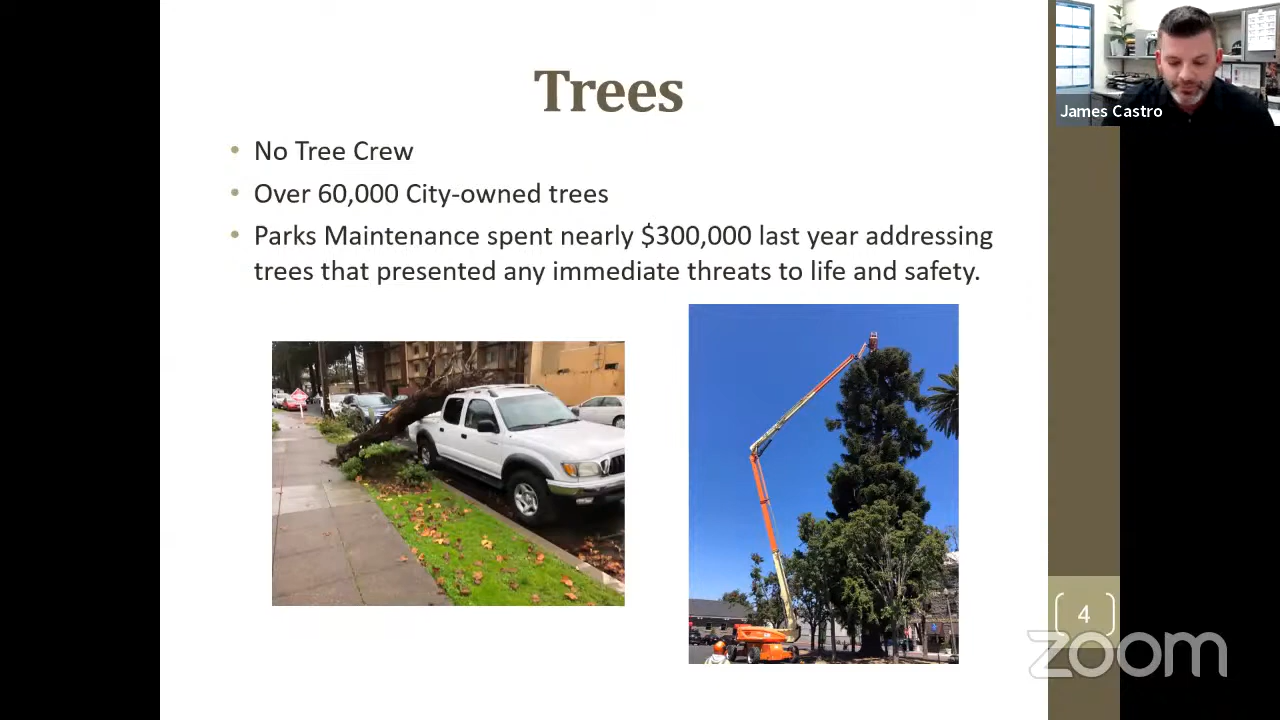 Trees
• No Tree Crew
• Over 60,000 City-owned trees
• Parks Maintenance spent nearly $300,000 last year addressing
trees that presented any immediate threats to life and safety.
James Castro
4
zoom